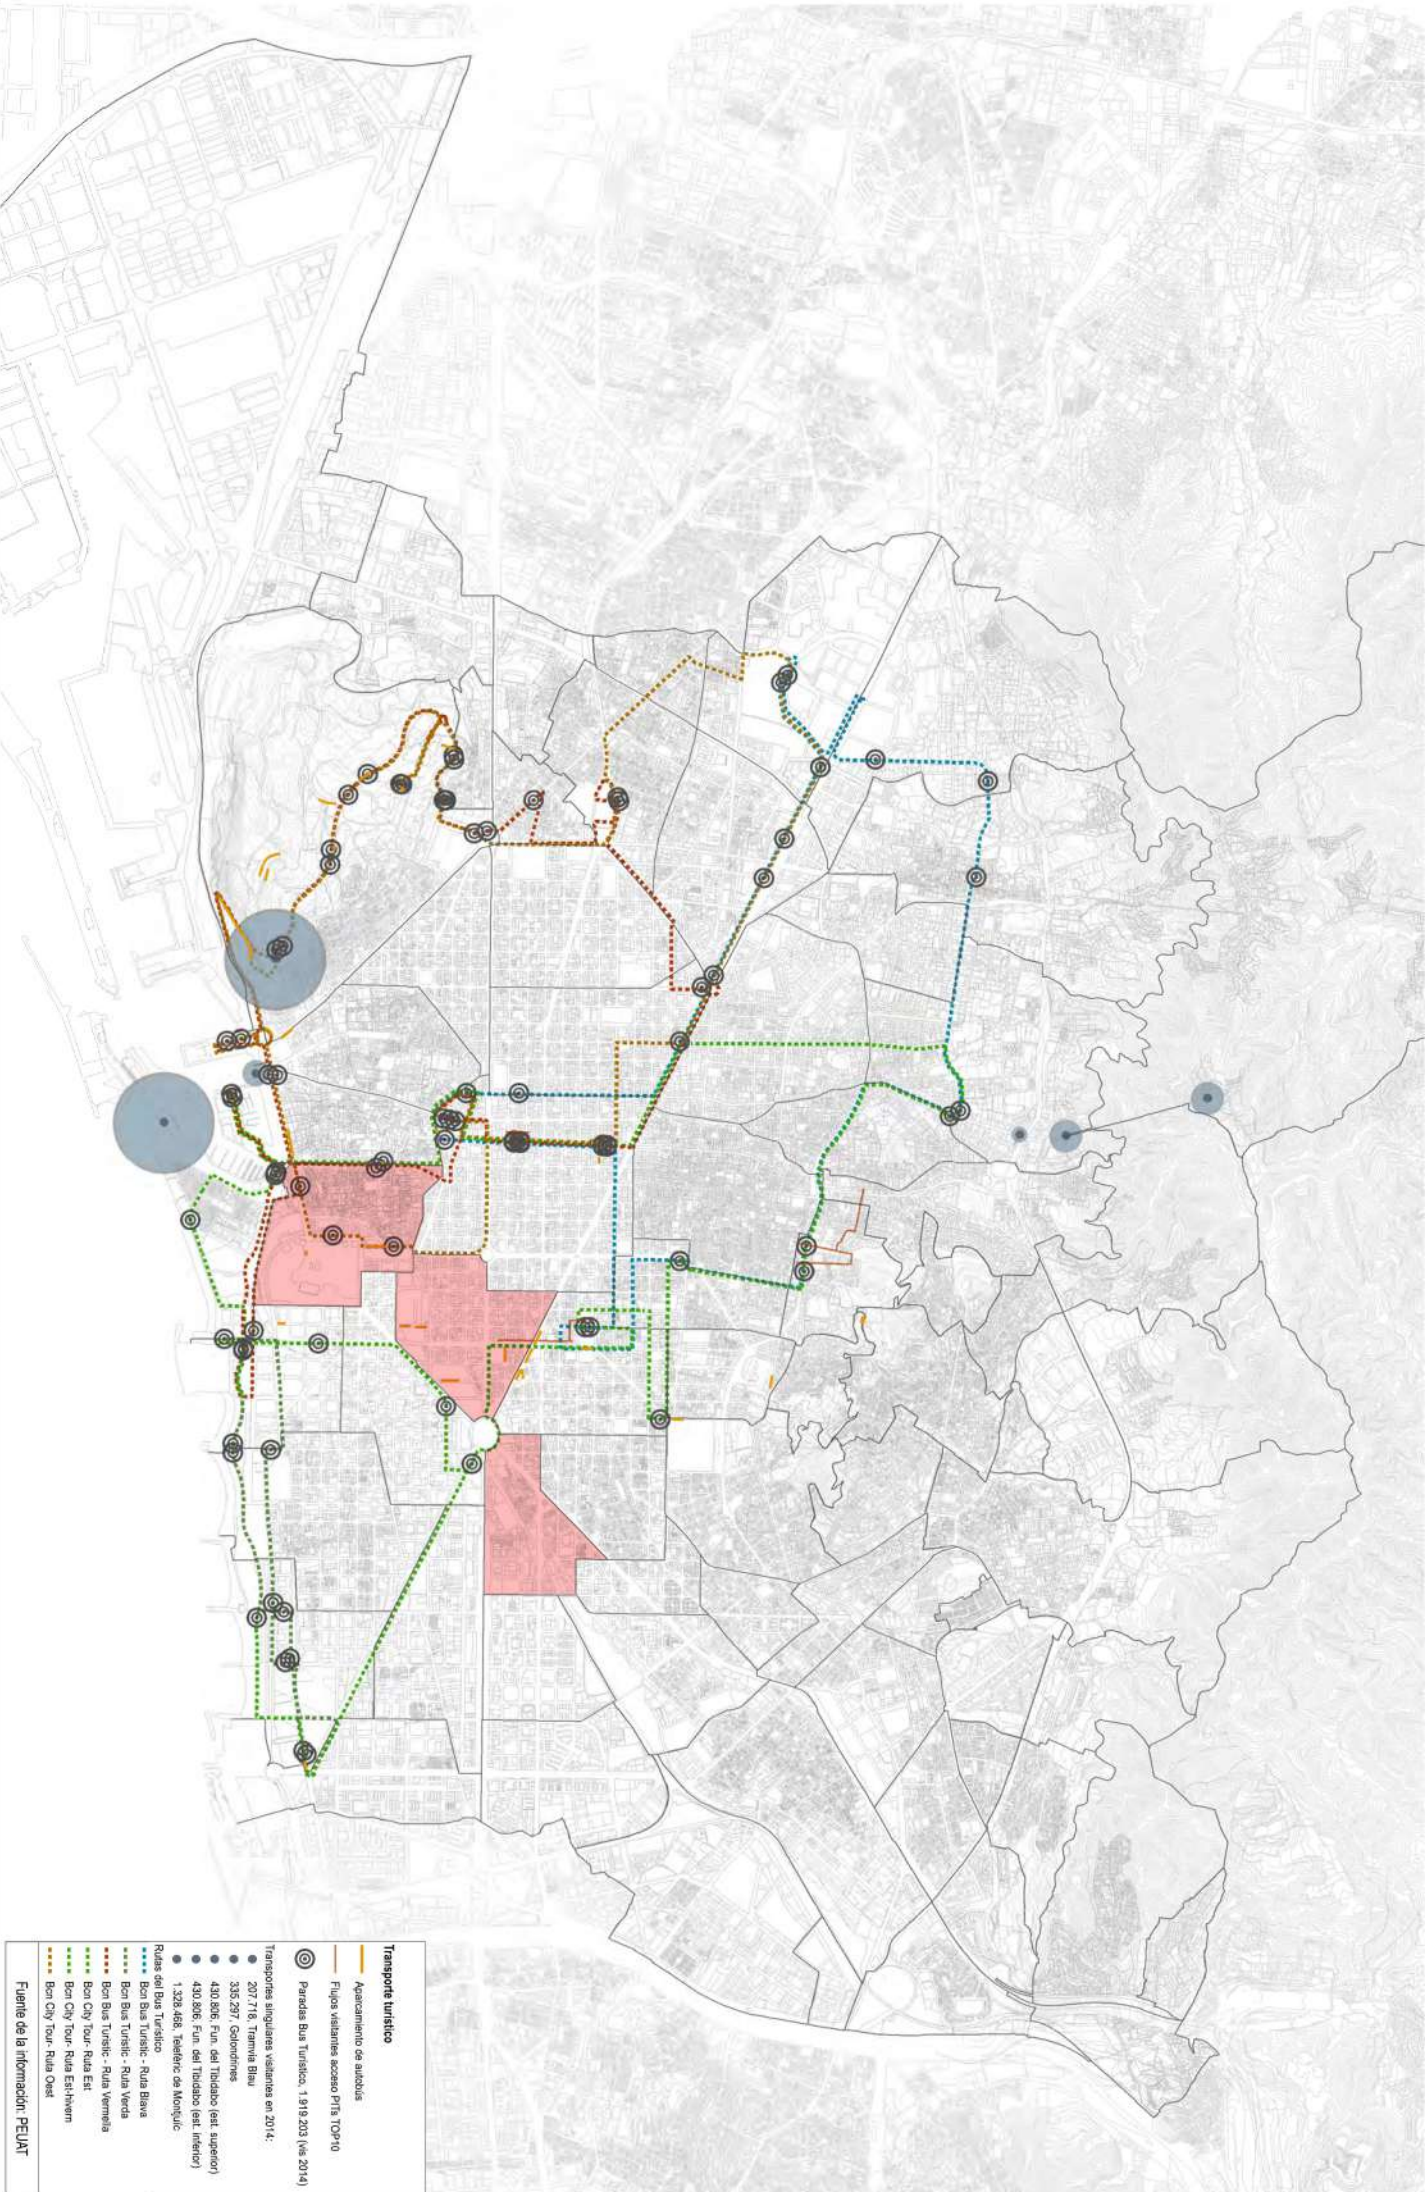 Transporte turístico
Aparcamiento de autobús
Flujos visitantes acceso PITs TOP10
Paradas Bus Turístico, 1.919.203 (vis 2014)
Transportes singulares visitantes en 2014:
207.718, Tramvia Blau
335.297, Golondrines
430.806, Fun. del Tibidabo (est. superior)
430.806, Fun. del Tibidabo (est. inferior)
1.328.468, Telefèric de Montjuïc
Rutas del Bus Turístico
Bcn Bus Turístic - Ruta Blava
Bcn Bus Turístic - Ruta Verda
Bcn Bus Turístic - Ruta Vermella
Bcn City Tour- Ruta Est
Bcn City Tour- Ruta Est-hivern
Bcn City Tour- Ruta Oest
Fuente de la información: PEUAT